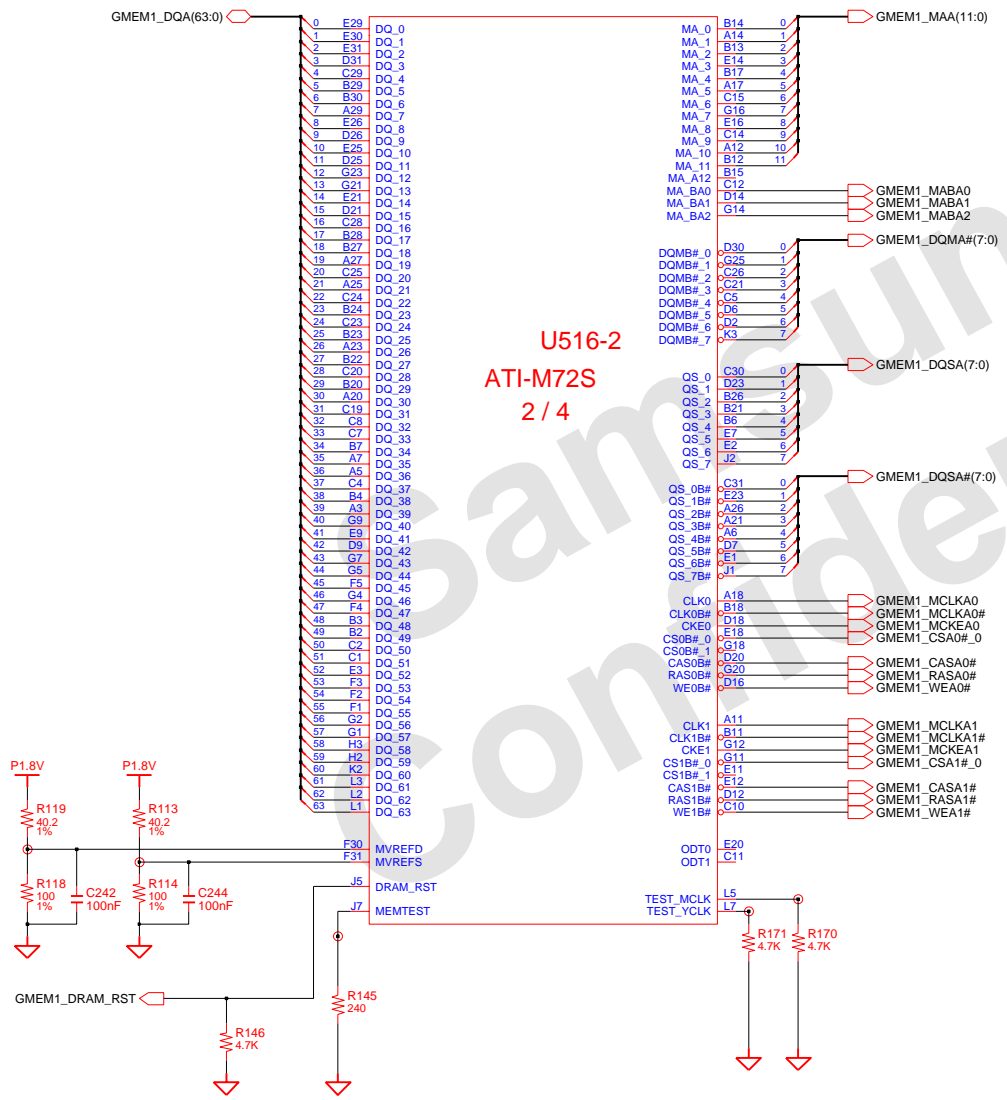 GMEM1_DQA(63:0)
0 E29 DQ_0
1 E30 DQ_1
2 E31 DQ_2
3 D31 DQ_3
4 C29 DQ_4
5 B29 DQ_5
6 B30 DQ_6
7 A29 DQ_7
8 E26 DQ_8
9 D26 DQ_9
10 E25 DQ_10
11 D25 DQ_11
12 G23 DQ_12
13 G21 DQ_13
14 E21 DQ_14
15 D21 DQ_15
16 C28 DQ_16
17 B28 DQ_17
18 B27 DQ_18
19 A27 DQ_19
20 C25 DQ_20
21 A25 DQ_21
22 C24 DQ_22
23 B24 DQ_23
24 C23 DQ_24
25 B23 DQ_25
26 A23 DQ_26
27 B22 DQ_27
28 C20 DQ_28
29 B20 DQ_29
30 A20 DQ_30
31 C19 DQ_31
32 C8 DQ_32
33 C7 DQ_33
34 B7 DQ_34
35 A7 DQ_35
36 A5 DQ_36
37 C4 DQ_37
38 B4 DQ_38
39 A3 DQ_39
40 G9 DQ_40
41 E9 DQ_41
42 D9 DQ_42
43 G7 DQ_43
44 G5 DQ_44
45 F5 DQ_45
46 G4 DQ_46
47 F4 DQ_47
48 B3 DQ_48
49 B2 DQ_49
50 C2 DQ_50
51 C1 DQ_51
52 E3 DQ_52
53 F3 DQ_53
54 F2 DQ_54
55 F1 DQ_55
56 G2 DQ_56
57 G1 DQ_57
58 H3 DQ_58
59 H2 DQ_59
60 K2 DQ_60
61 L3 DQ_61
62 L2 DQ_62
63 L1 DQ_63
F30 MVREFD
F31 MVREFS
J5 DRAM_RST
J7 MEMTEST
U516-2
ATI-M72S
2 / 4
MA_0 B14 0
MA_1 A14 1
MA_2 B13 2
MA_3 E14 3
MA_4 B17 4
MA_5 A17 5
MA_6 C15 6
MA_7 G16 7
MA_8 E16 8
MA_9 C14 9
MA_10 A12 10
MA_11 B12 11
GMEM1_MAA(11:0)
MA_A12 B15
MA_BA0 C12 GMEM1_MABA0
MA_BA1 D14 GMEM1_MABA1
MA_BA2 G14 GMEM1_MABA2
GMEM1_DQMA#(7:0)
DQMB#_0 D30 0
DQMB#_1 G25 1
DQMB#_2 C26 2
DQMB#_3 C21 3
DQMB#_4 C5 4
DQMB#_5 D6 5
DQMB#_6 D2 6
DQMB#_7 K3 7
GMEM1_DQSA(7:0)
QS_0 C30 0
QS_1 D23 1
QS_2 B26 2
QS_3 B21 3
QS_4 B6 4
QS_5 E7 5
QS_6 E2 6
QS_7 J2 7
GMEM1_DQSA#(7:0)
QS_0B# C31 0
QS_1B# E23 1
QS_2B# A26 2
QS_3B# A21 3
QS_4B# A6 4
QS_5B# D7 5
QS_6B# E1 6
QS_7B# J1 7
CLK0 A18 GMEM1_MCLKA0
CLK0B# B18 GMEM1_MCLKA0#
CKE0 D18 GMEM1_MCKEA0
CS0B#_0 E18 GMEM1_CSA0#_0
CS0B#_1 G18
CAS0B# D20 GMEM1_CASA0#
RAS0B# G20 GMEM1_RASA0#
WE0B# D16 GMEM1_WEA0#
CLK1 A11 GMEM1_MCLKA1
CLK1B# B11 GMEM1_MCLKA1#
CKE1 G12 GMEM1_MCKEA1
CS1B#_0 G11 GMEM1_CSA1#_0
CS1B#_1 E11
CAS1B# E12 GMEM1_CASA1#
RAS1B# D12 GMEM1_RASA1#
WE1B# C10 GMEM1_WEA1#
ODT0 E20
ODT1 C11
TEST_MCLK L5
TEST_YCLK L7
P1.8V
R119
40.2
1%
R118
100
1%
C242
100nF
P1.8V
R113
40.2
1%
R114
100
1%
C244
100nF
GMEM1_DRAM_RST
R146
4.7K
R145
240
R171
4.7K
R170
4.7K